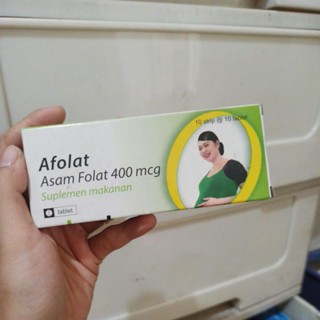 10 strip @ 10 tablet
Afolat
Asam Folat 400 mcg
Suplemen makanan
tablet